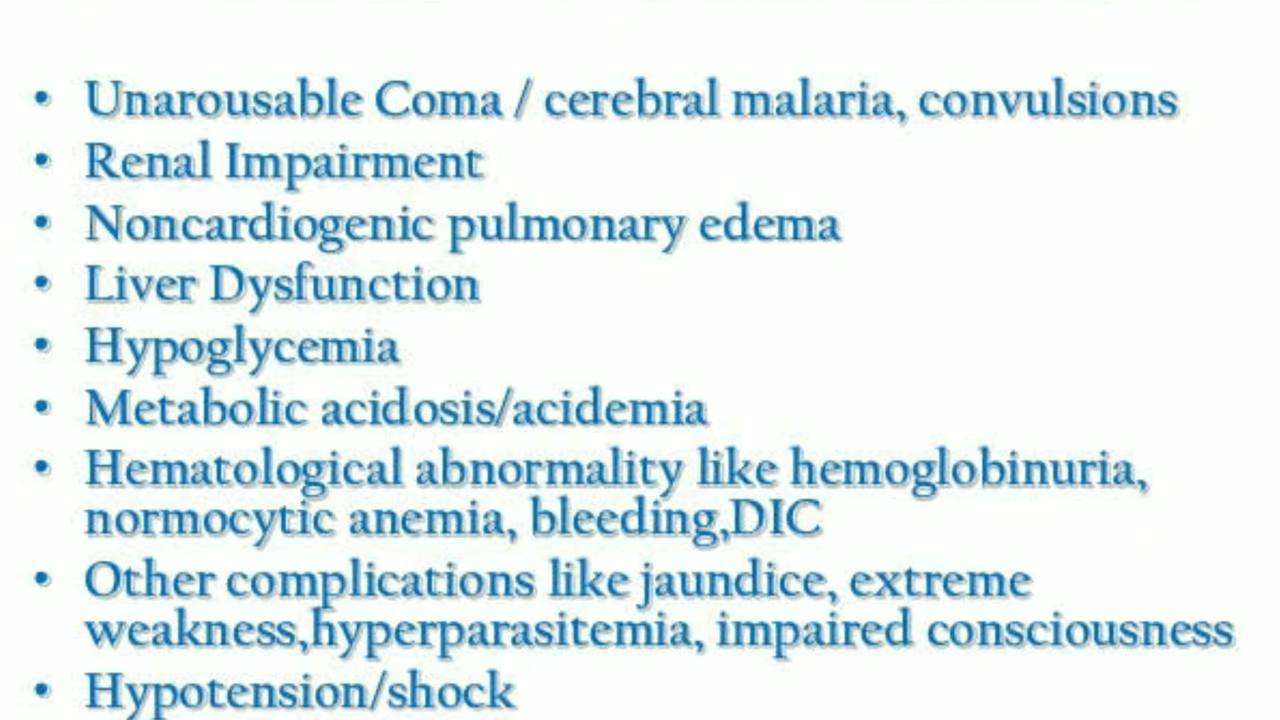 • Unarousable Coma / cerebral malaria, convulsions
• Renal Impairment
• Noncardiogenic pulmonary edema
• Liver Dysfunction
• Hypoglycemia
• Metabolic acidosis/acidemia
• Hematological abnormality like hemoglobinuria,
normocytic anemia, bleeding,DIC
• Other complications like jaundice, extreme
weakness,hyperparasitemia, impaired consciousness
• Hypotension/shock